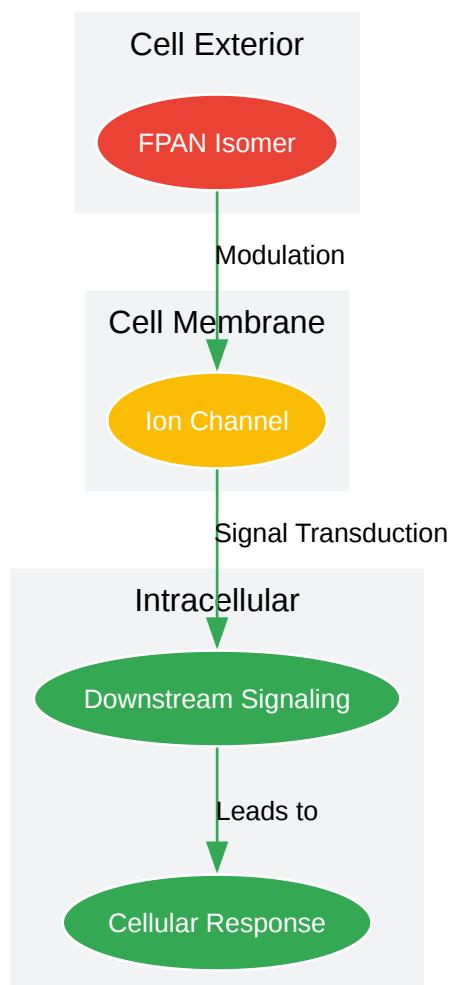 Cell Exterior
FPAN Isomer
Modulation
Cell Membrane
Ion Channel
Signal Transduction
Intracellular
Downstream Signaling
Leads to
Cellular Response